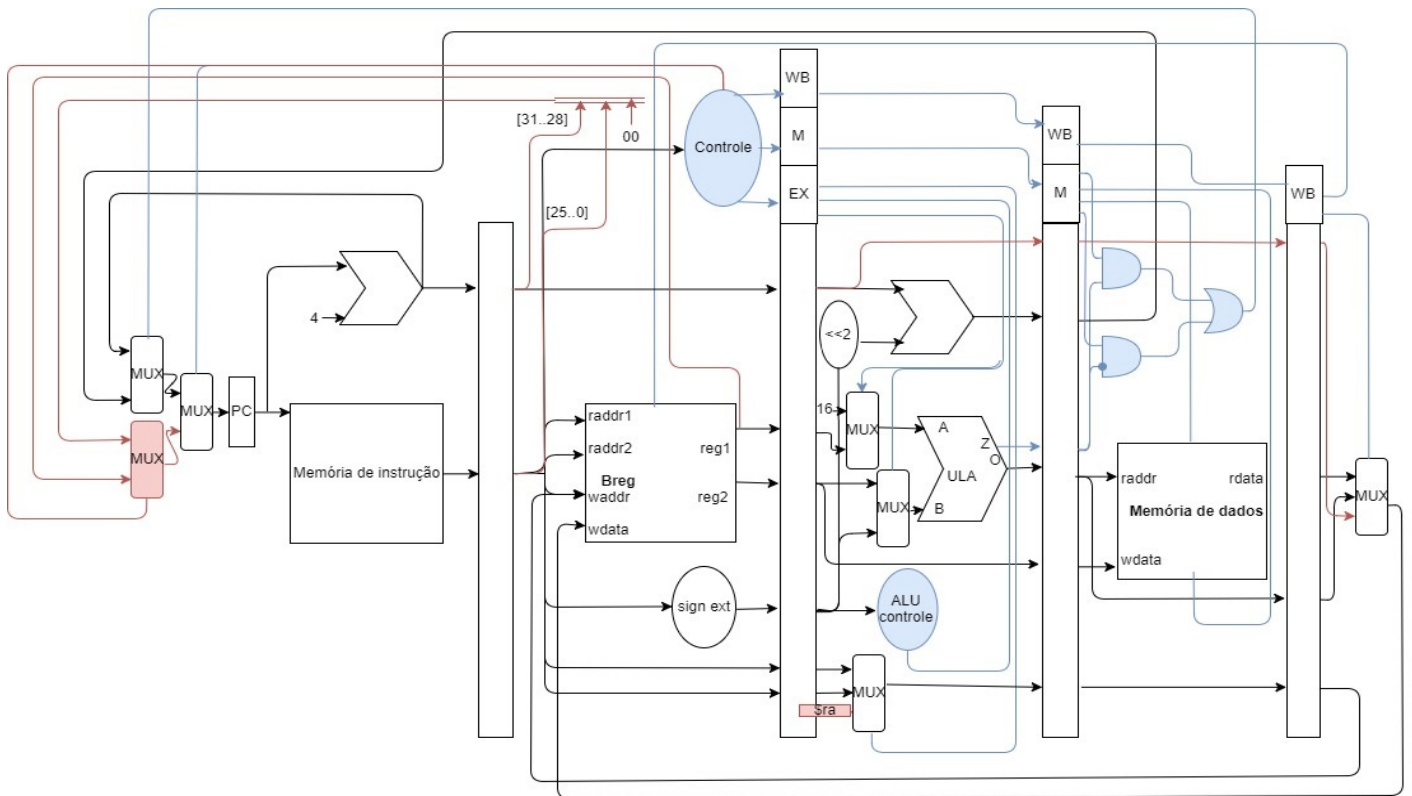 WB
M
EX
Controle
[31..28]
00
[25..0]
WB
M
WB
4
<<2
MUX
MUX
MUX
PC
16
MUX
Memória de instrução
raddr1
raddr2
Breg
waddr
wdata
reg1
reg2
MUX
A
B
Z
O
ULA
raddr
rdata
Memória de dados
wdata
MUX
sign ext
ALU
controle
MUX
$ra
MUX